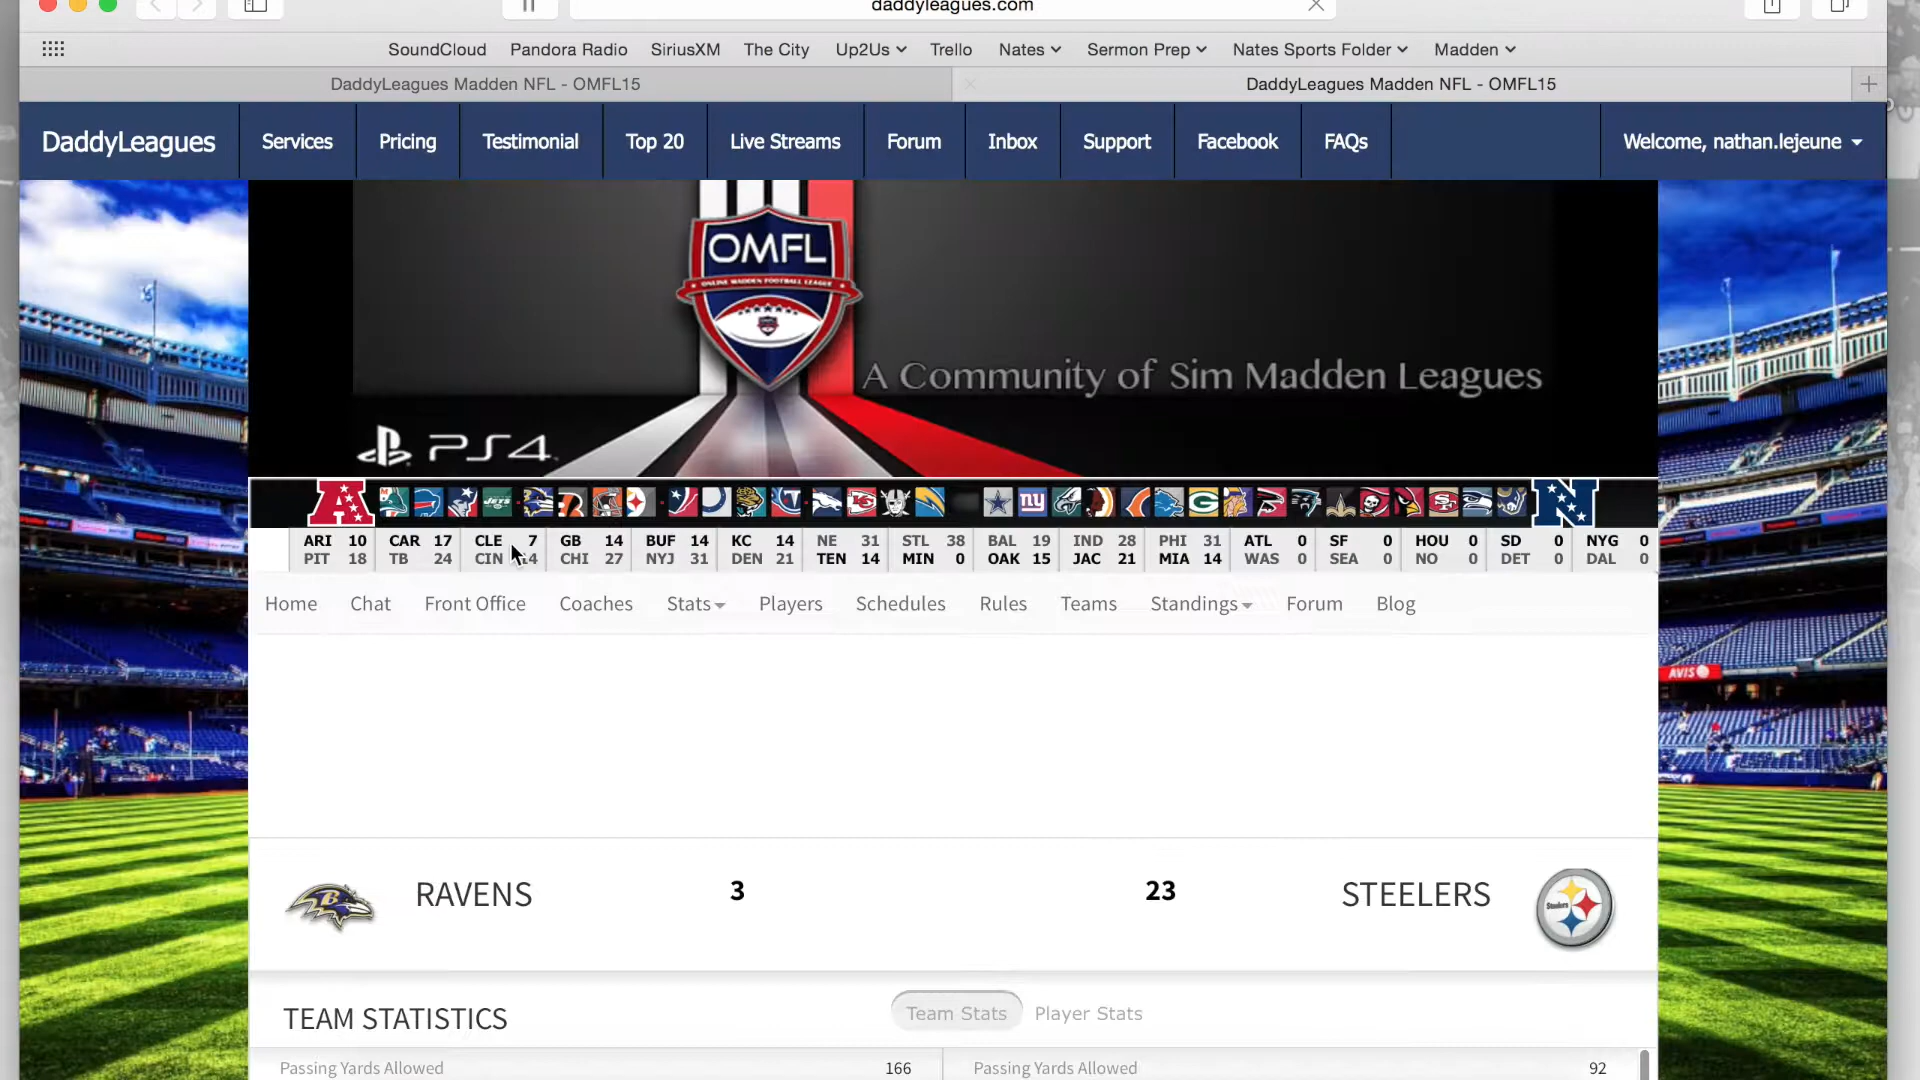 daddyleagues.com
SoundCloud Pandora Radio SiriusXM The City Up2Us Trello Nates Sermon Prep Nates Sports Folder Madden
DaddyLeagues Madden NFL - OMFL15 DaddyLeagues Madden NFL - OMFL15
DaddyLeagues Services Pricing Testimonial Top 20 Live Streams Forum Inbox Support Facebook FAQs Welcome, nathan.lejeune
OMFL
ONLINE MADDEN FOOTBALL LEAGUE
A Community of Sim Madden Leagues
PS4
ARI 10 CAR 17 CLE 7 GB 14 BUF 14 KC 14 NE 31 STL 38 BAL 19 IND 28 PHI 31 ATL 0 SF 0 HOU 0 SD 0 NYG 0
PIT 18 TB 24 CIN CHI 27 NYJ 31 DEN 21 TEN 14 MIN 0 OAK 15 JAC 21 MIA 14 WAS 0 SEA 0 NO 0 DET 0 DAL 0
Home Chat Front Office Coaches Stats Players Schedules Rules Teams Standings Forum Blog
AVIS
RAVENS 3 23 STEELERS
Steelers
TEAM STATISTICS Team Stats Player Stats
Passing Yards Allowed 166 Passing Yards Allowed 92